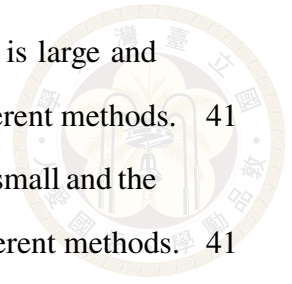 is large and
erent methods. 41
small and the
erent methods. 41